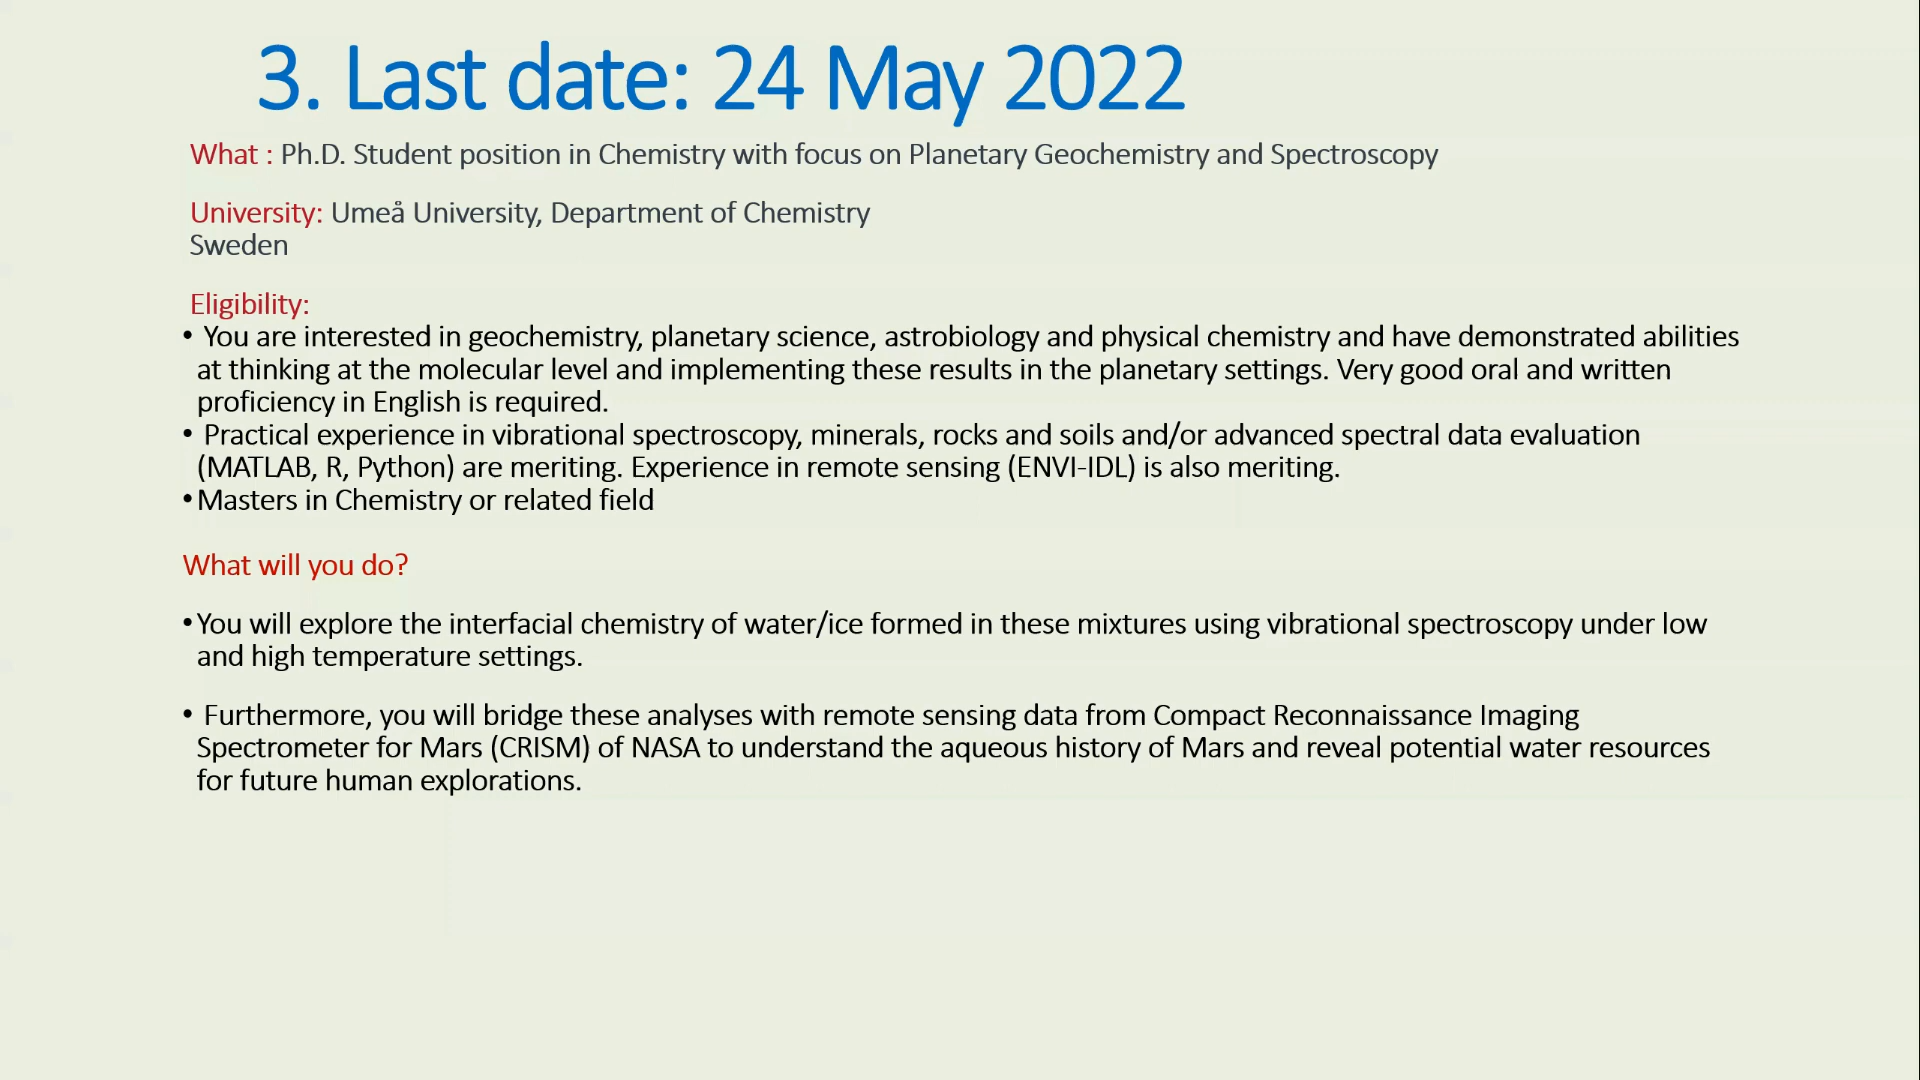 3. Last date: 24 May 2022
What : Ph.D. Student position in Chemistry with focus on Planetary Geochemistry and Spectroscopy
University: Umeå University, Department of Chemistry
Sweden
Eligibility:
• You are interested in geochemistry, planetary science, astrobiology and physical chemistry and have demonstrated abilities
at thinking at the molecular level and implementing these results in the planetary settings. Very good oral and written
proficiency in English is required.
• Practical experience in vibrational spectroscopy, minerals, rocks and soils and/or advanced spectral data evaluation
(MATLAB, R, Python) are meriting. Experience in remote sensing (ENVI-IDL) is also meriting.
• Masters in Chemistry or related field
What will you do?
• You will explore the interfacial chemistry of water/ice formed in these mixtures using vibrational spectroscopy under low
and high temperature settings.
• Furthermore, you will bridge these analyses with remote sensing data from Compact Reconnaissance Imaging
Spectrometer for Mars (CRISM) of NASA to understand the aqueous history of Mars and reveal potential water resources
for future human explorations.